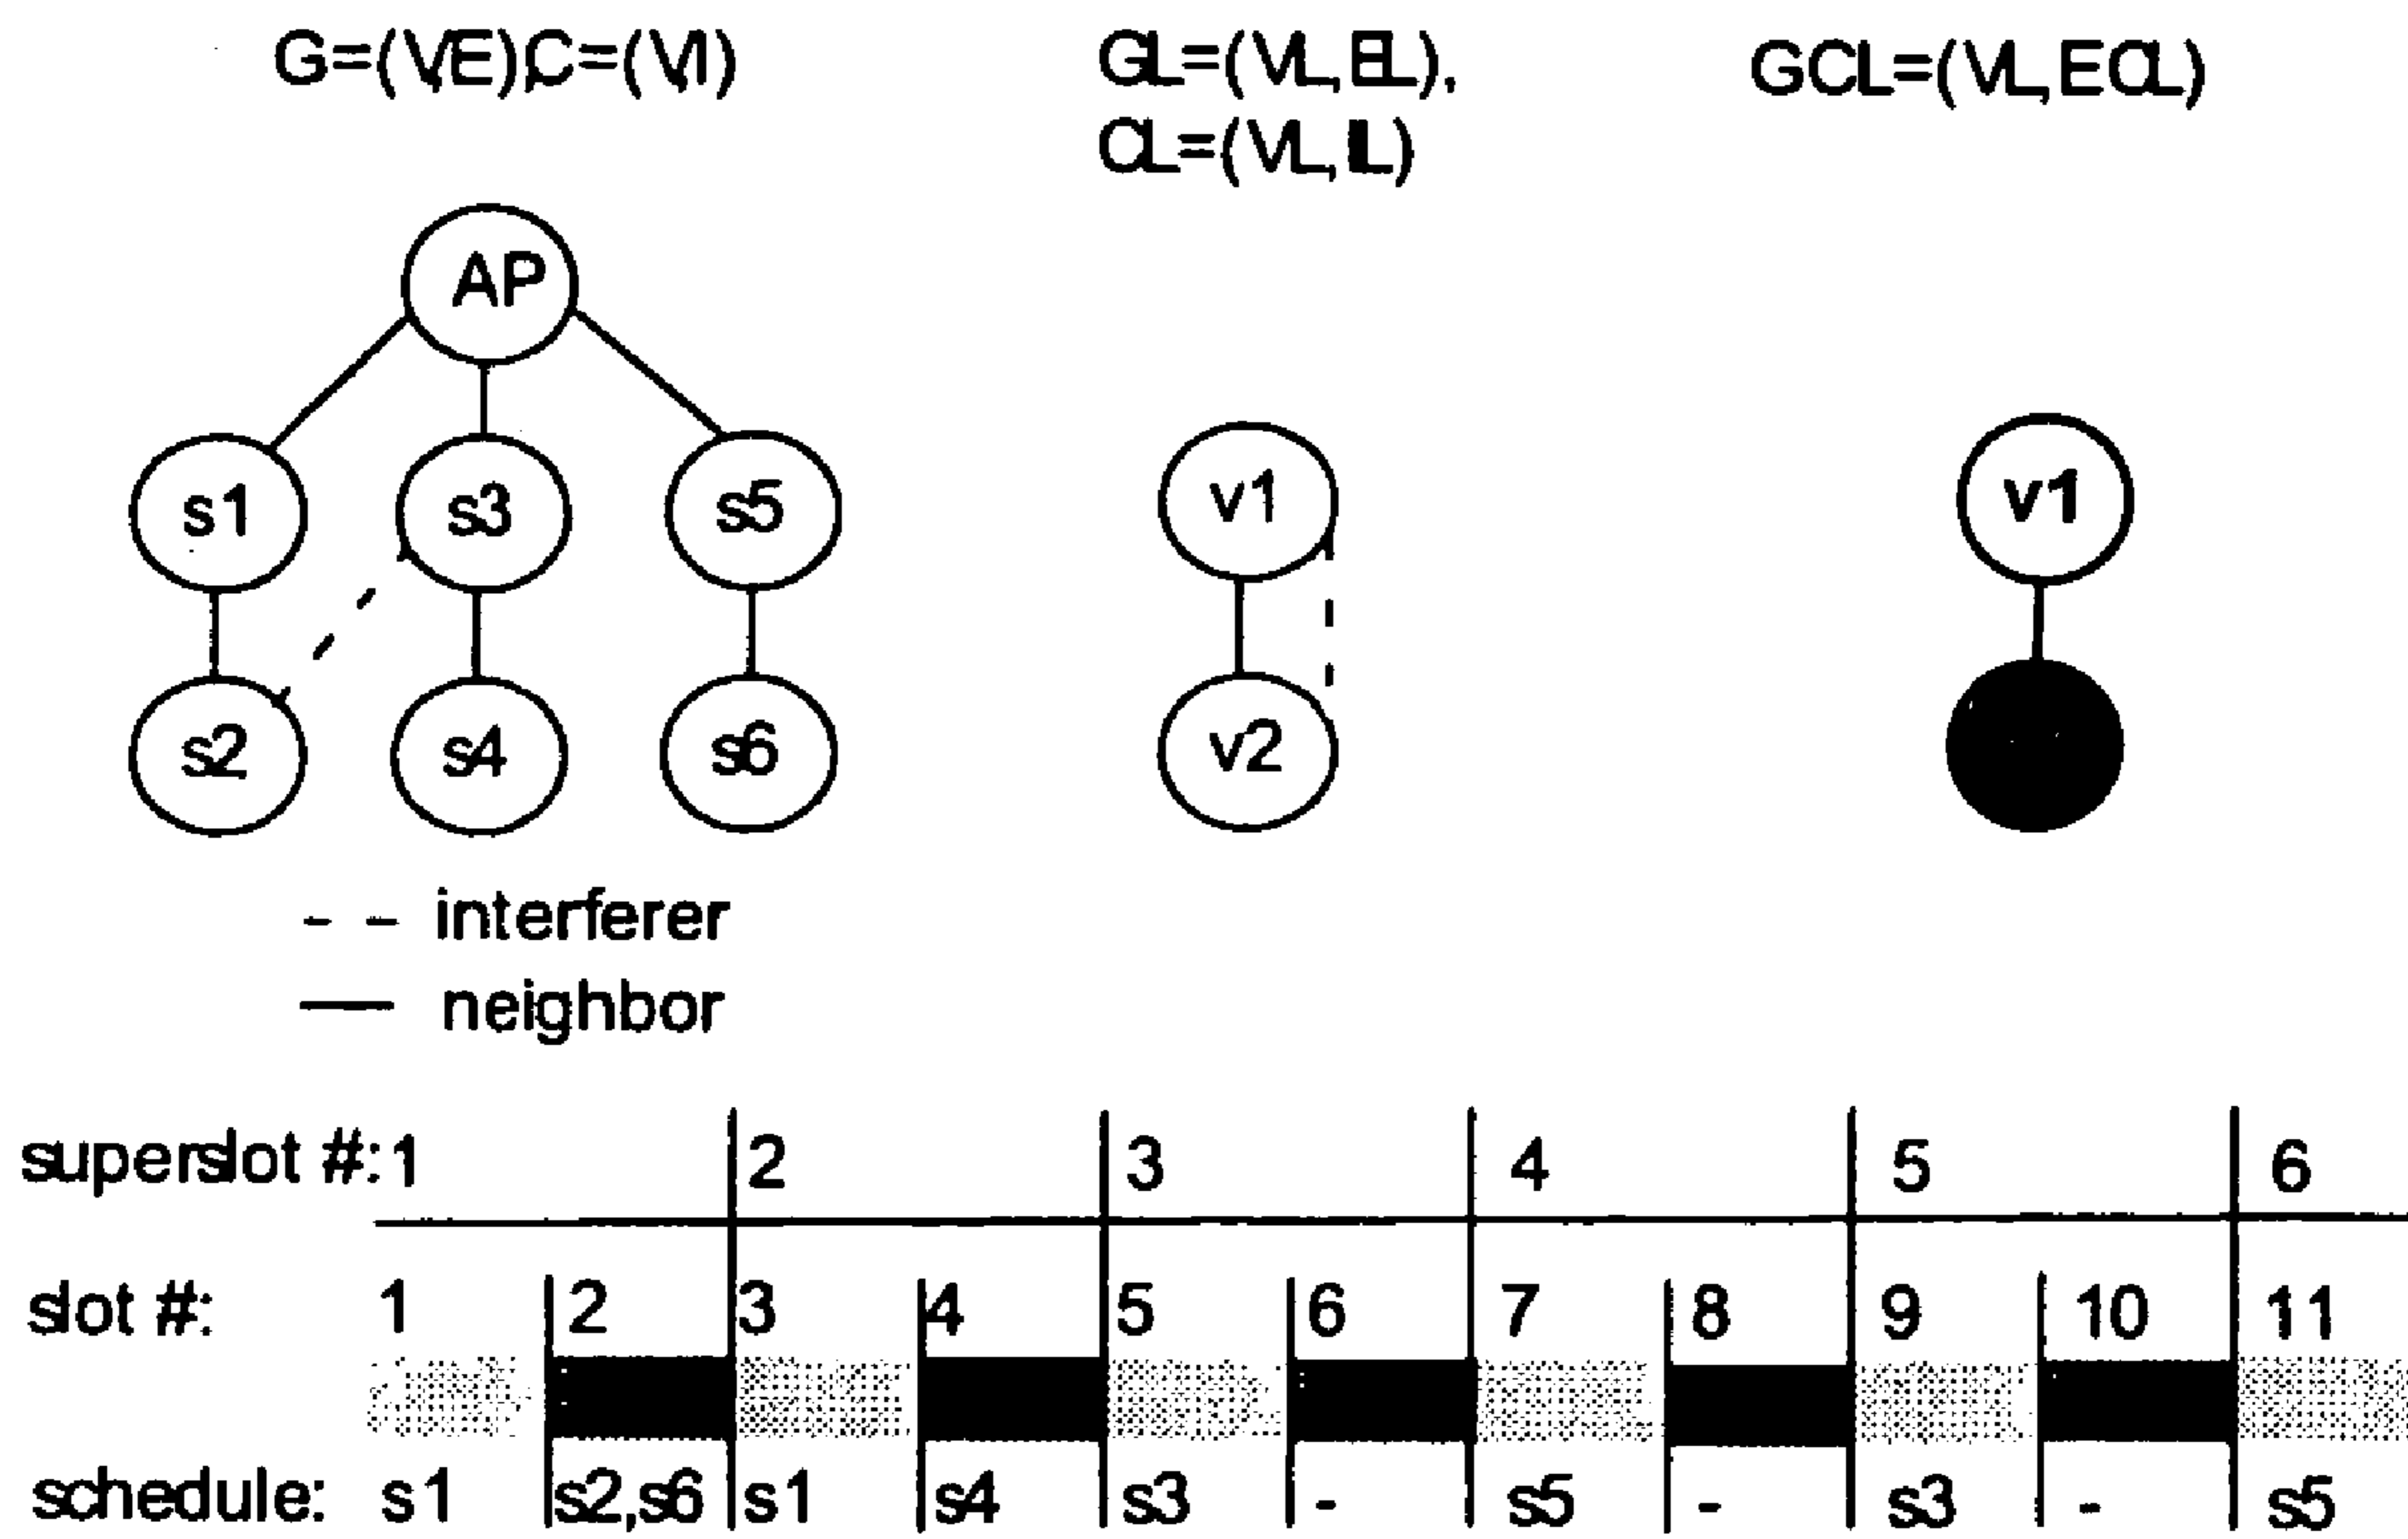 G=(V,E),C=(V,I)
GL=(VL,EL),
CL=(VL,IL)
GCL=(VL,ECL)
AP
s1
s3
s5
v1
v1
s2
s4
s6
v2
- - interferer
— neighbor
superslot #:1 2 3 4 5 6
slot #: 1 2 3 4 5 6 7 8 9 10 11
schedule: s1 s2,s6 s1 s4 s3 - s5 - s3 - s5